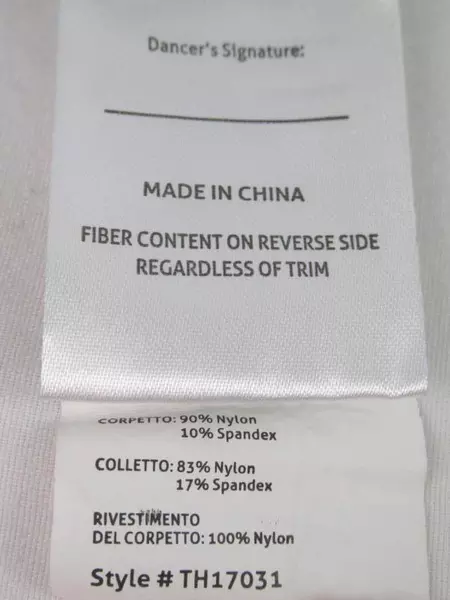 Dancer's Signature:
MADE IN CHINA
FIBER CONTENT ON REVERSE SIDE
REGARDLESS OF TRIM
CORPETTO: 90% Nylon
10% Spandex
COLLETTO: 83% Nylon
17% Spandex
RIVESTIMENTO
DEL CORPETTO: 100% Nylon
Style # TH17031